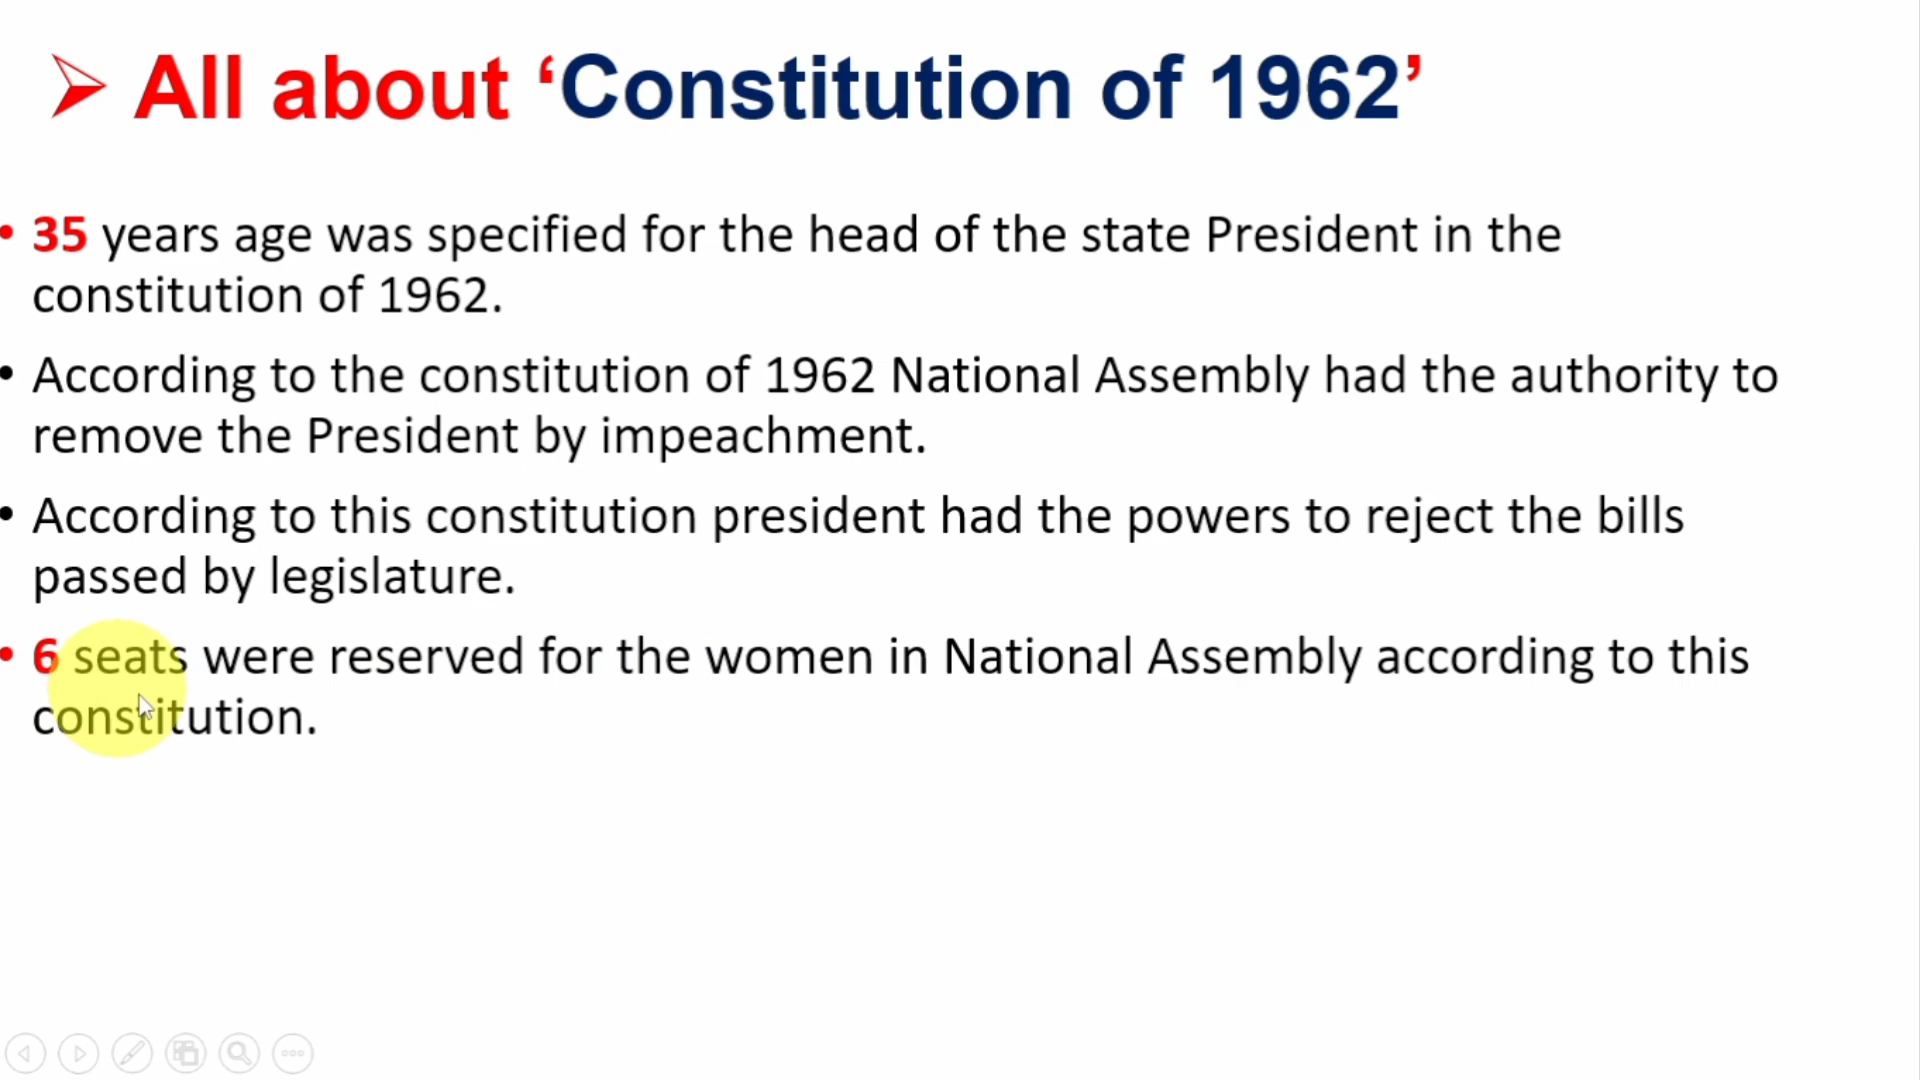 All about ‘Constitution of 1962’
• 35 years age was specified for the head of the state President in the
constitution of 1962.
• According to the constitution of 1962 National Assembly had the authority to
remove the President by impeachment.
• According to this constitution president had the powers to reject the bills
passed by legislature.
• 6 seats were reserved for the women in National Assembly according to this
constitution.